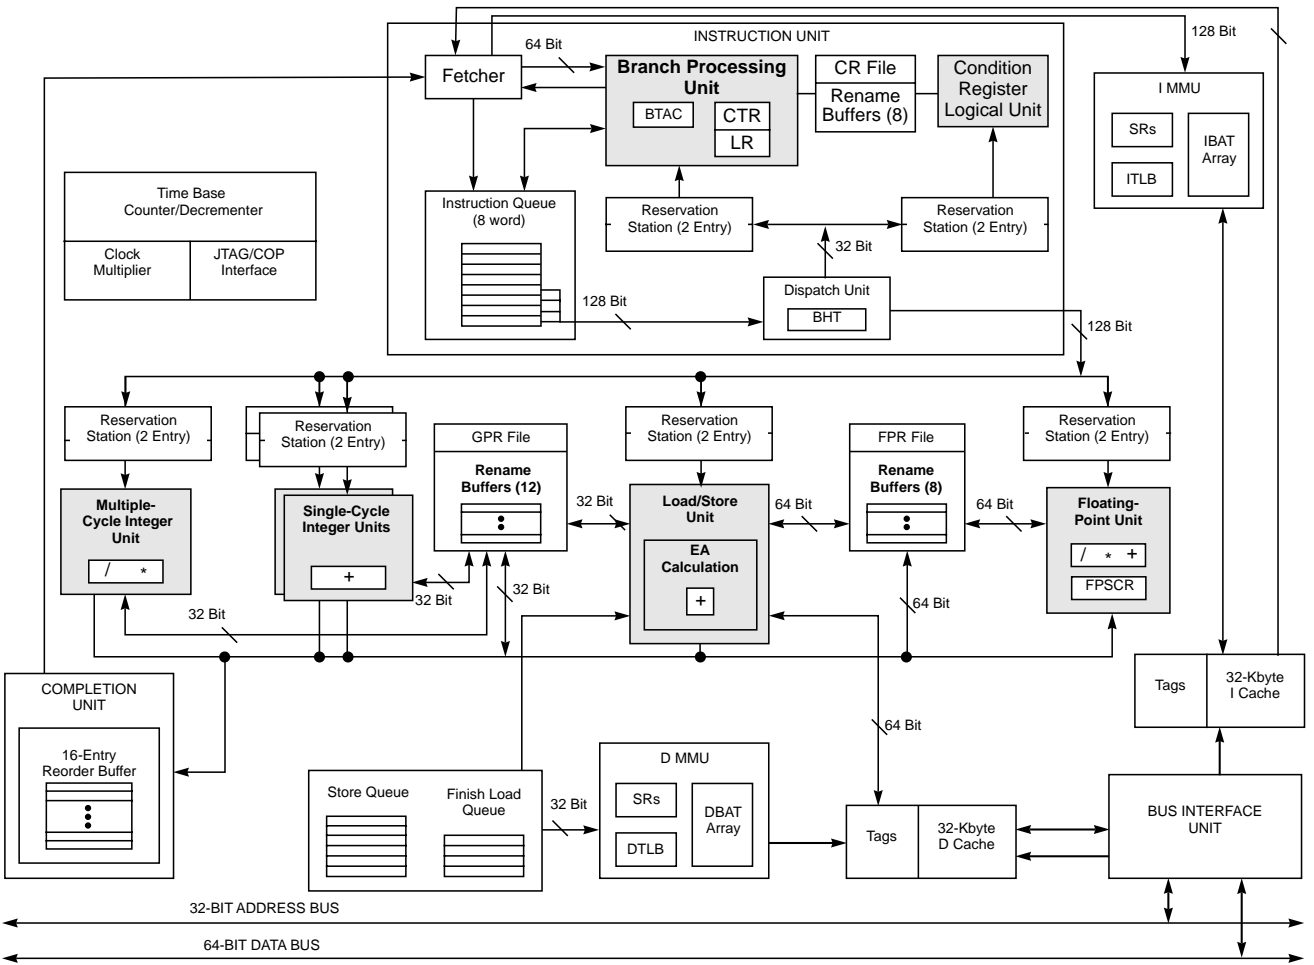 INSTRUCTION UNIT
128 Bit
64 Bit
Fetcher
Branch Processing
Unit
BTAC
CTR
LR
CR File
Rename
Buffers (8)
Condition
Register
Logical Unit
I MMU
SRs
ITLB
IBAT
Array
Time Base
Counter/Decrementer
Clock
Multiplier
JTAG/COP
Interface
Instruction Queue
(8 word)
Reservation
Station (2 Entry)
Reservation
Station (2 Entry)
32 Bit
Dispatch Unit
BHT
128 Bit
128 Bit
Reservation
Station (2 Entry)
Reservation
Station (2 Entry)
Reservation
Station (2 Entry)
Reservation
Station (2 Entry)
GPR File
Rename
Buffers (12)
FPR File
Rename
Buffers (8)
Multiple-
Cycle Integer
Unit
/ *
Single-Cycle
Integer Units
+
32 Bit
Load/Store
Unit
EA
Calculation
+
64 Bit
64 Bit
Floating-
Point Unit
/ * +
FPSCR
32 Bit
32 Bit
32 Bit
64 Bit
COMPLETION
UNIT
16-Entry
Reorder Buffer
Tags
32-Kbyte
I Cache
64 Bit
Store Queue
Finish Load
Queue
32 Bit
D MMU
SRs
DTLB
DBAT
Array
Tags
32-Kbyte
D Cache
BUS INTERFACE
UNIT
32-BIT ADDRESS BUS
64-BIT DATA BUS